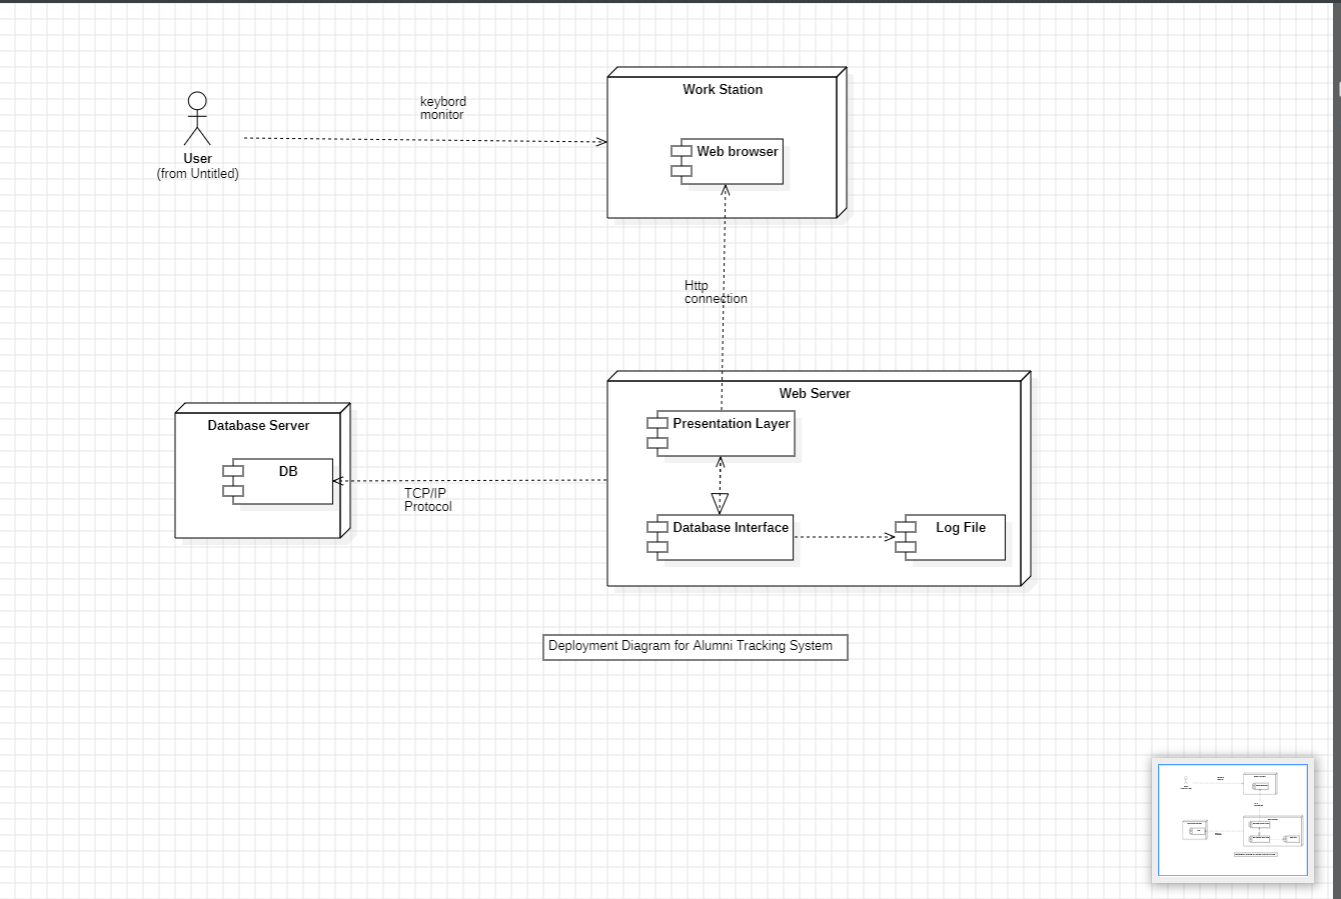 Work Station
keybord
monitor
Web browser
User
(from Untitled)
Http
connection
Web Server
Database Server
Presentation Layer
DB
TCP/IP
Protocol
Database Interface
Log File
Deployment Diagram for Alumni Tracking System